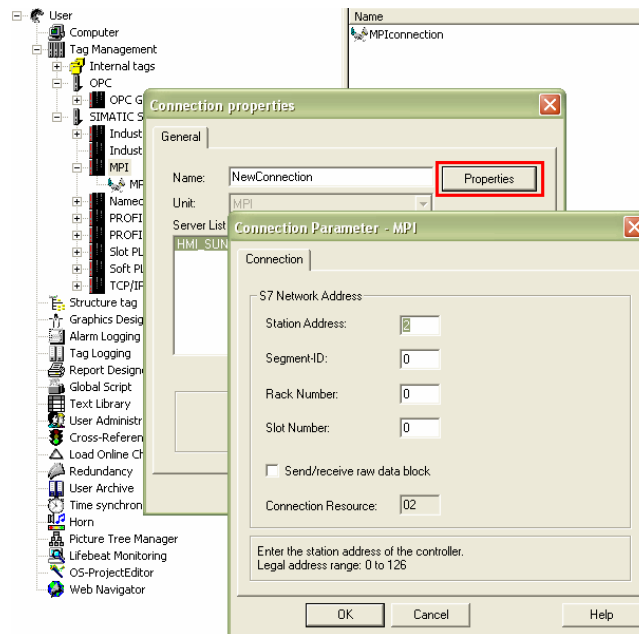 User
Computer
Tag Management
Internal tags
OPC
OPC G
SIMATIC S
Indust
Indust
MPI
MP
Named
PROFI
PROFI
Slot PL
Soft PL
TCP/IP
Structure tag
Graphics Desig
Alarm Logging
Tag Logging
Report Design
Global Script
Text Library
User Administr
Cross-Referen
Load Online Ch
Redundancy
User Archive
Time synchron
Horn
Picture Tree Manager
Lifebeat Monitoring
OS-ProjectEditor
Web Navigator
Name
MPIconnection
Connection properties
General
Name: NewConnection Properties
Unit: MPI
Server List
HMI_SUN
Connection Parameter - MPI
Connection
S7 Network Address
Station Address: 2
Segment-ID: 0
Rack Number: 0
Slot Number: 0
Send/receive raw data block
Connection Resource: 02
Enter the station address of the controller.
Legal address range: 0 to 126
OK Cancel Help